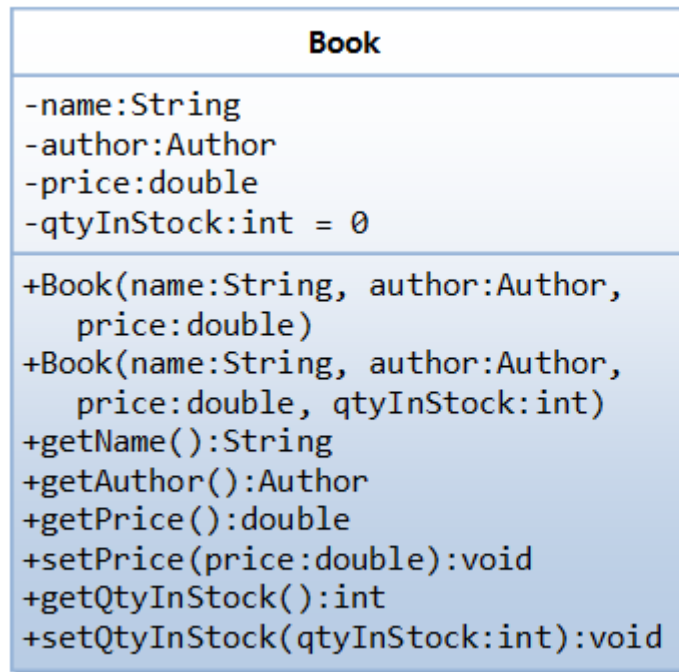 Book
-name:String
-author:Author
-price:double
-qtyInStock:int = 0
+Book(name:String, author:Author,
price:double)
+Book(name:String, author:Author,
price:double, qtyInStock:int)
+getName():String
+getAuthor():Author
+getPrice():double
+setPrice(price:double):void
+getQtyInStock():int
+setQtyInStock(qtyInStock:int):void